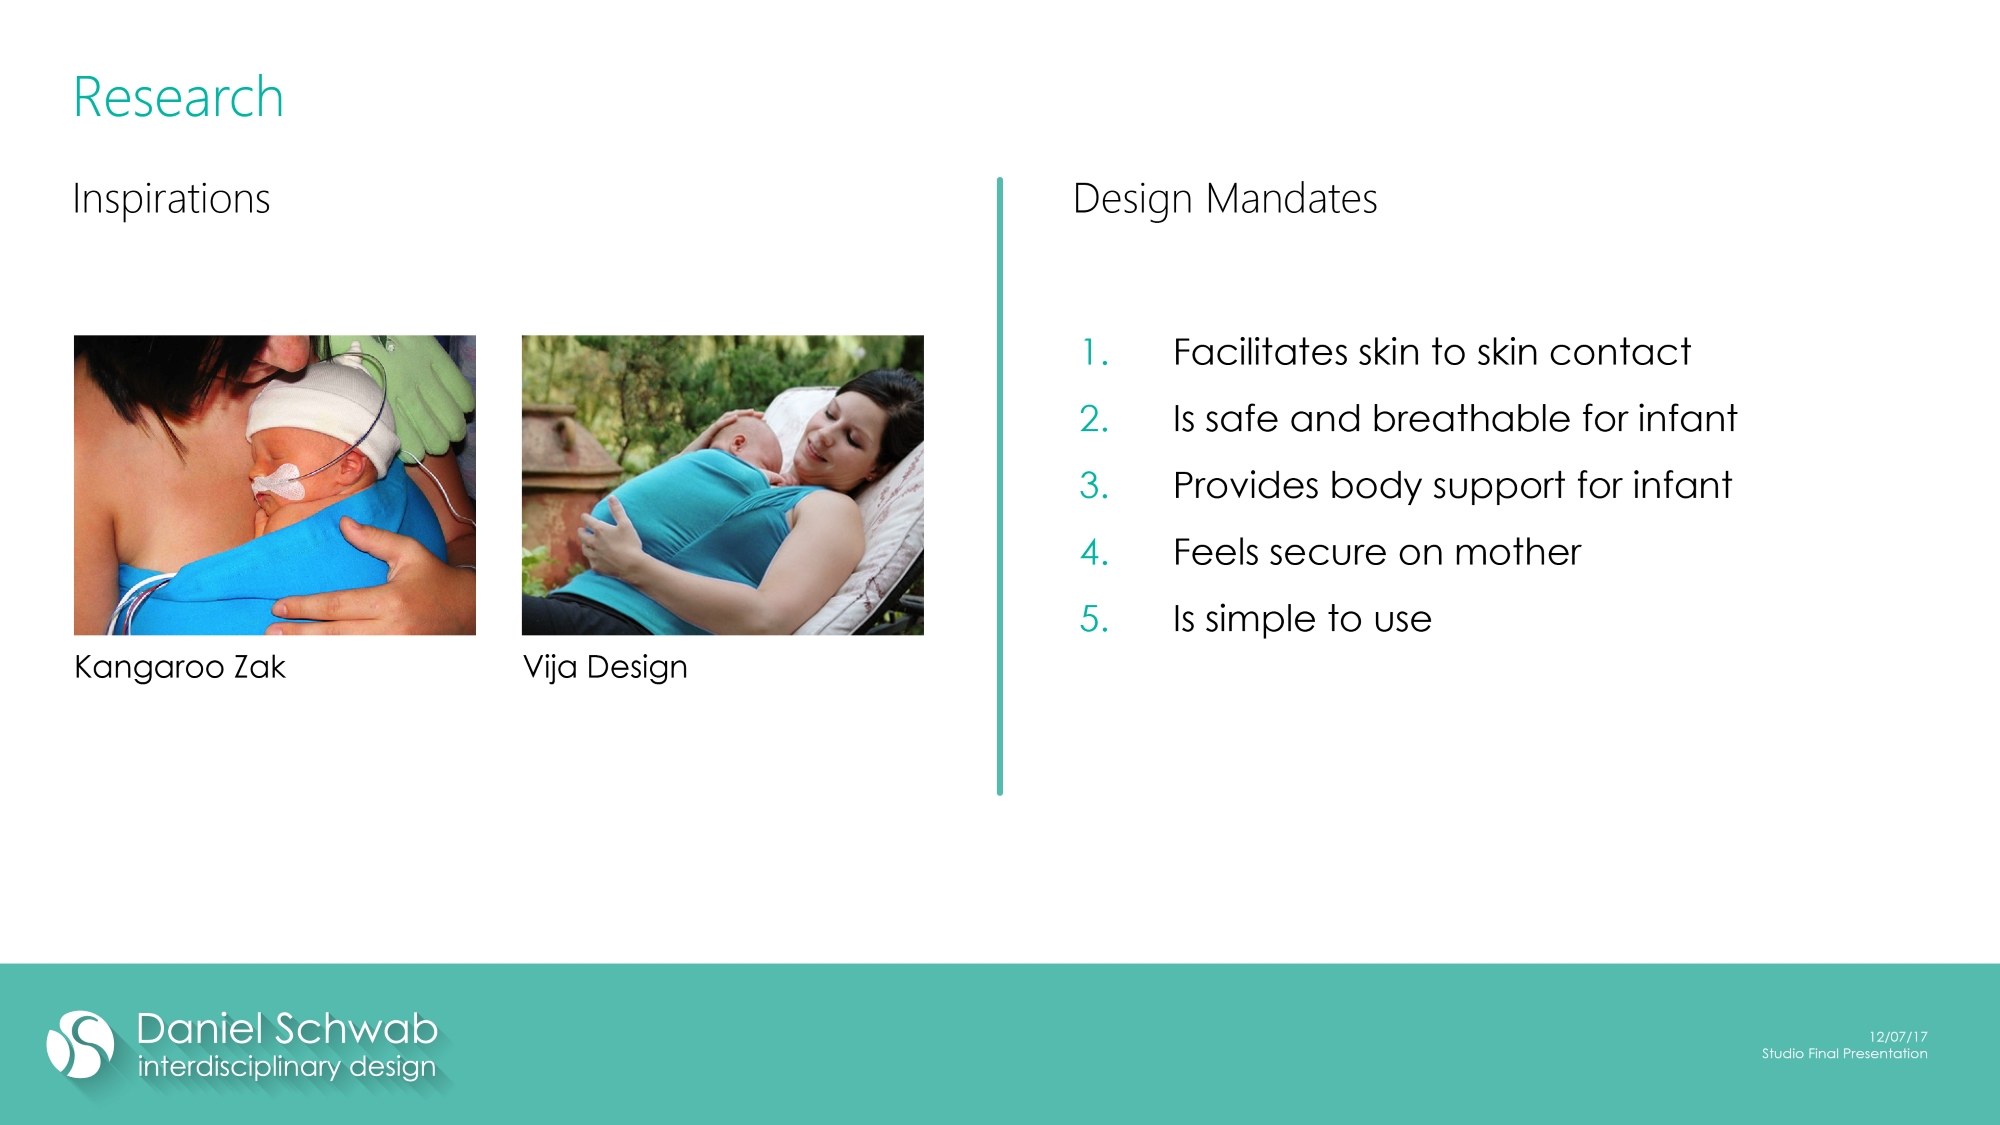 Research
Inspirations
Kangaroo Zak
Vija Design
Design Mandates
1. Facilitates skin to skin contact
2. Is safe and breathable for infant
3. Provides body support for infant
4. Feels secure on mother
5. Is simple to use
Daniel Schwab
interdisciplinary design
12/07/17
Studio Final Presentation